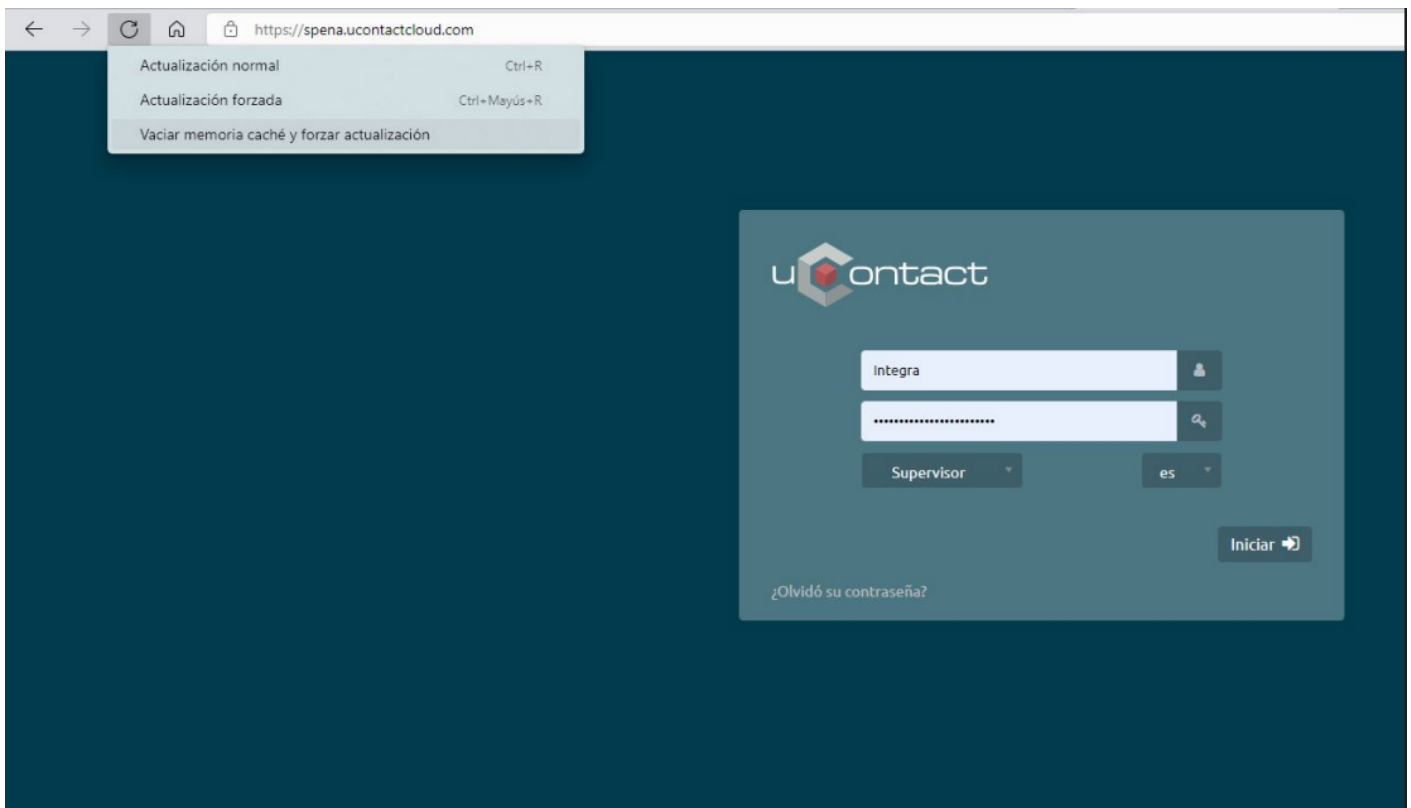 https://spena.ucontactcloud.com
Actualización normal Ctrl+R
Actualización forzada Ctrl+Mayús+R
Vaciar memoria caché y forzar actualización
uContact
Integra
Supervisor es
Iniciar
¿Olvidó su contraseña?